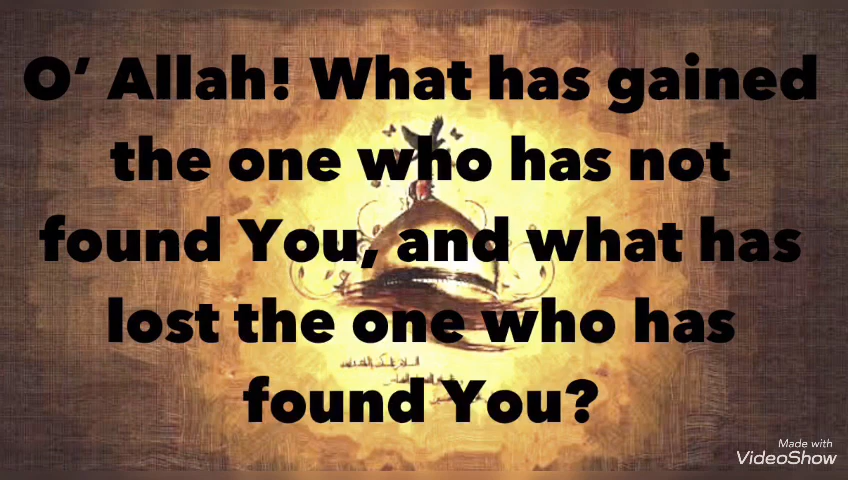 O' Allah! What has gained
the one who has not
found You, and what has
lost the one who has
found You?
Made with
VideoShow